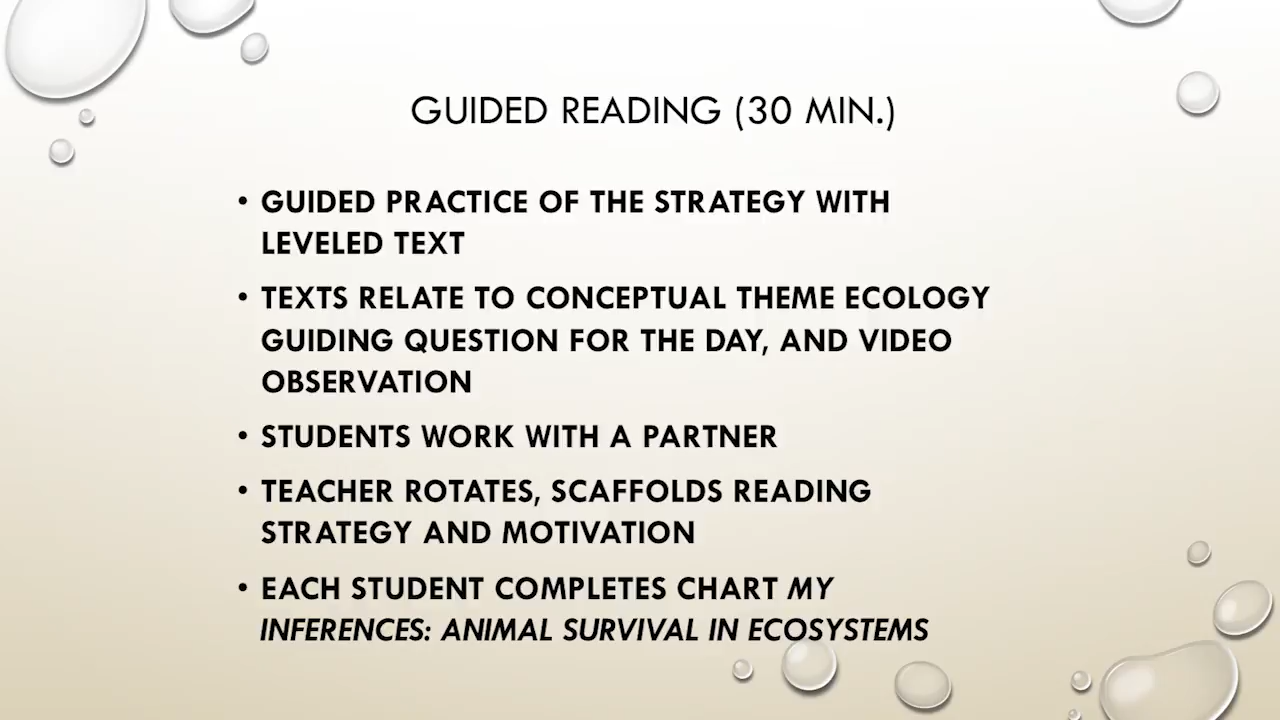 GUIDED READING (30 MIN.)
• GUIDED PRACTICE OF THE STRATEGY WITH
LEVELED TEXT
• TEXTS RELATE TO CONCEPTUAL THEME ECOLOGY
GUIDING QUESTION FOR THE DAY, AND VIDEO
OBSERVATION
• STUDENTS WORK WITH A PARTNER
• TEACHER ROTATES, SCAFFOLDS READING
STRATEGY AND MOTIVATION
• EACH STUDENT COMPLETES CHART MY
INFERENCES: ANIMAL SURVIVAL IN ECOSYSTEMS